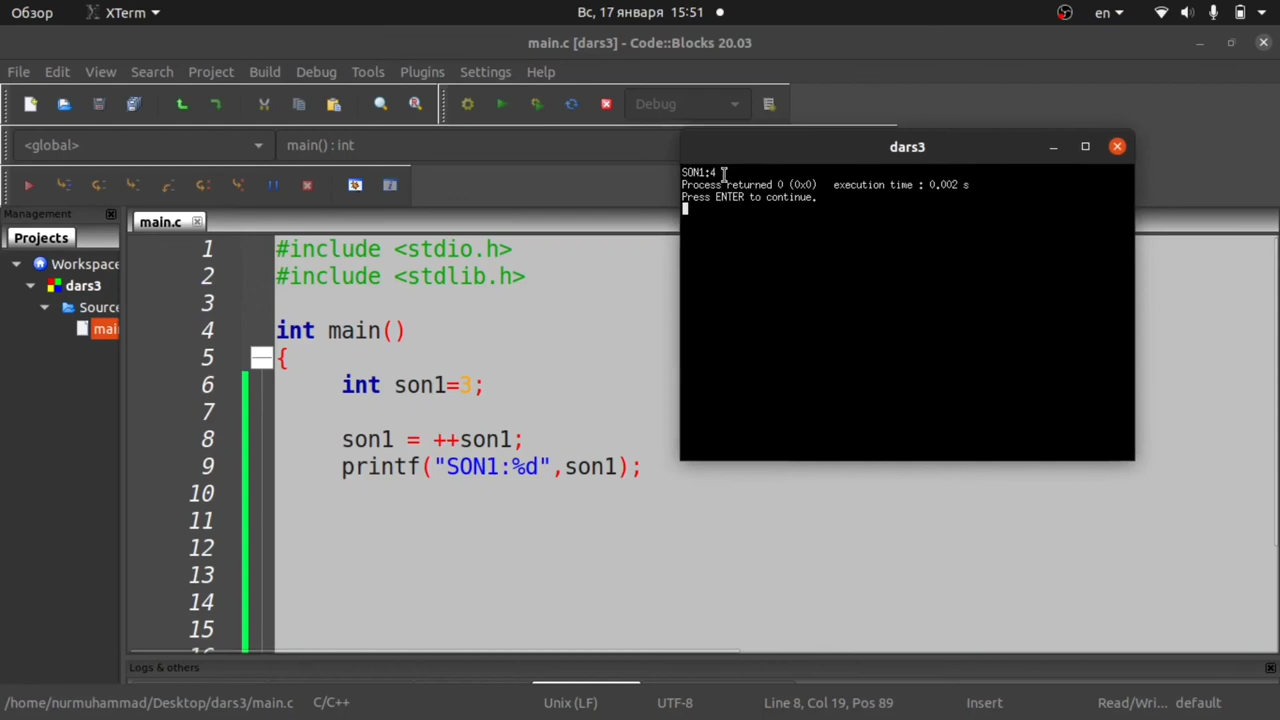 Обзор XTerm Вс, 17 января 15:51 en
main.c [dars3] - Code::Blocks 20.03
File Edit View Search Project Build Debug Tools Plugins Settings Help
Debug
<global> main() : int
dars3
SON1:4
Process returned 0 (0x0) execution time : 0.002 s
Press ENTER to continue.
Management
main.c
Projects
Workspace
dars3
Source
mai
1 #include <stdio.h>
2 #include <stdlib.h>
3
4 int main()
5 {
6 int son1=3;
7
8 son1 = ++son1;
9 printf("SON1:%d",son1);
10
11
12
13
14
15
Logs & others
/home/nurmuhammad/Desktop/dars3/main.c C/C++ Unix (LF) UTF-8 Line 8, Col 19, Pos 89 Insert Read/Wri... default